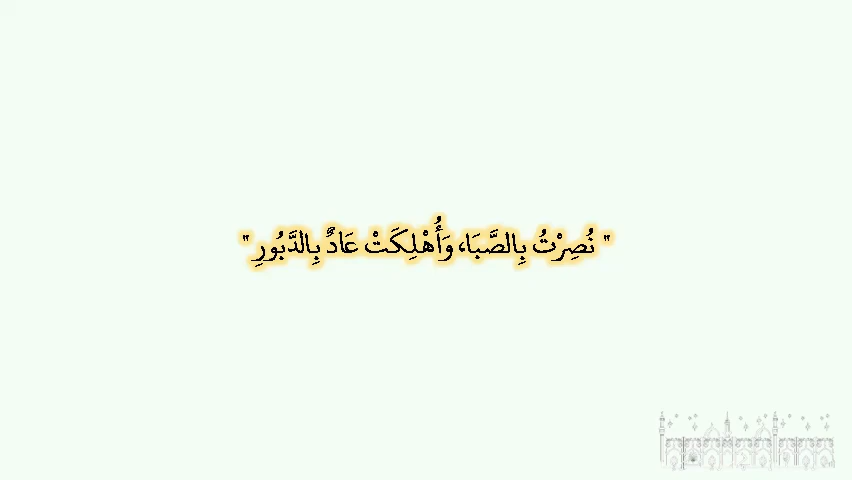 " نُصِرْتُ بِالصَّبَا، وَأُهْلِكَتْ عَادٌ بِالدَّبُورِ "